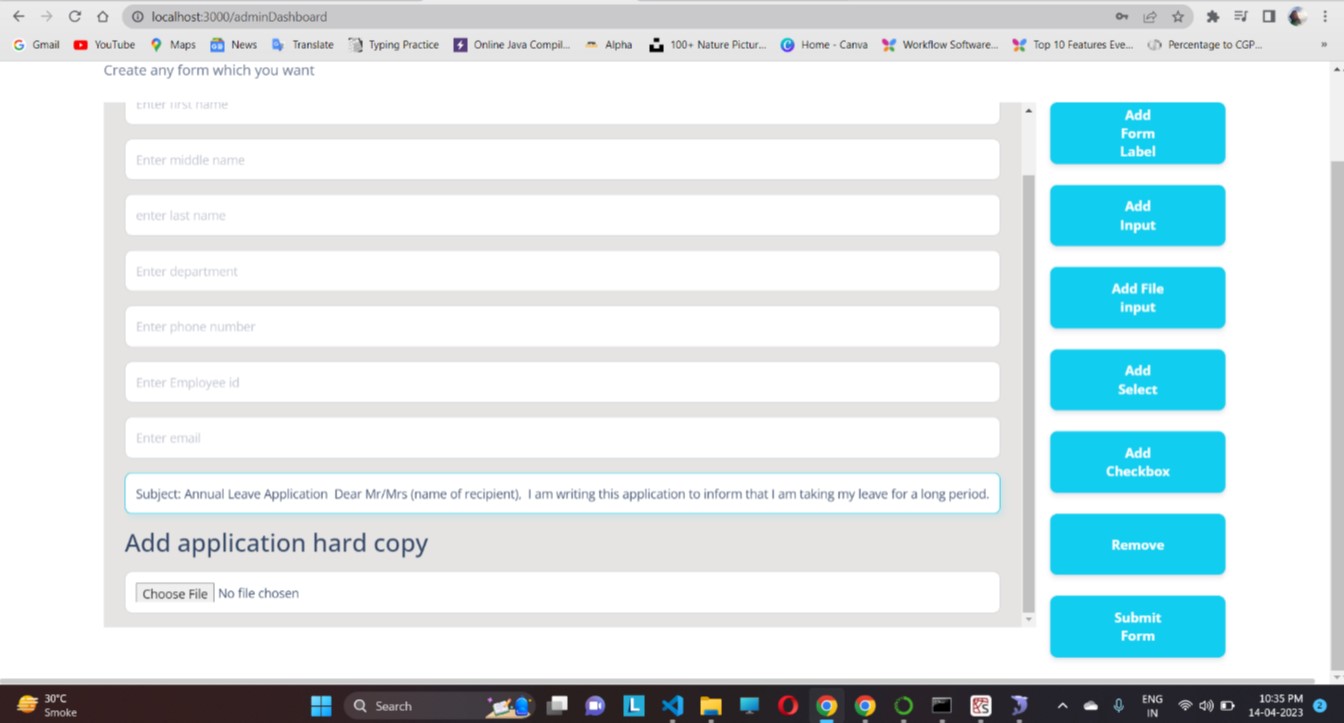 localhost:3000/adminDashboard
Gmail YouTube Maps News Translate Typing Practice Online Java Compil... Alpha 100+ Nature Pictur... Home - Canva Workflow Software... Top 10 Features Eve... Percentage to CGP... »
Create any form which you want
Enter first name
Enter middle name
enter last name
Enter department
Enter phone number
Enter Employee id
Enter email
Subject: Annual Leave Application  Dear Mr/Mrs (name of recipient),  I am writing this application to inform that I am taking my leave for a long period.
Add application hard copy
Choose File No file chosen
Add
Form
Label
Add
Input
Add File
input
Add
Select
Add
Checkbox
Remove
Submit
Form
30°C
Smoke
Search
L
ENG
IN
10:35 PM
14-04-2023
2